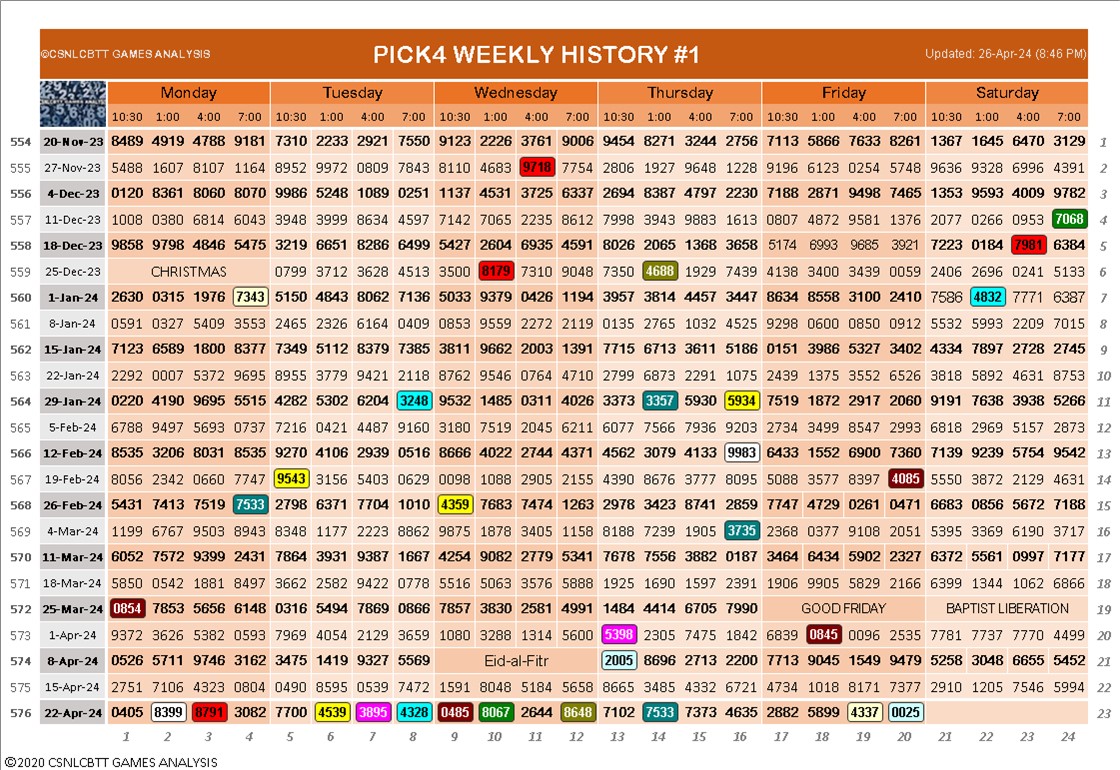 ©CSNLCBTT GAMES ANALYSIS PICK4 WEEKLY HISTORY #1 Updated: 26-Apr-24 (8:46 PM)
Monday Tuesday Wednesday Thursday Friday Saturday
10:30 1:00 4:00 7:00 10:30 1:00 4:00 7:00 10:30 1:00 4:00 7:00 10:30 1:00 4:00 7:00 10:30 1:00 4:00 7:00 10:30 1:00 4:00 7:00
554 20-Nov-23 8489 4919 4788 9181 7310 2233 2921 7550 9123 2226 3761 9006 9454 8271 3244 2756 7113 5866 7633 8261 1367 1645 6470 3129 1
555 27-Nov-23 5488 1607 8107 1164 8952 9972 0809 7843 8110 4683 9718 7754 2806 1927 9648 1228 9196 6123 0254 5748 9636 9328 6996 4391 2
556 4-Dec-23 0120 8361 8060 8070 9986 5248 1089 0251 1137 4531 3725 6337 2694 8387 4797 2230 7188 2871 9498 7465 1353 9593 4009 9782 3
557 11-Dec-23 1008 0380 6814 6043 3948 3999 8634 4597 7142 7065 2235 8612 7998 3943 9883 1613 0807 4872 9581 1376 2077 0266 0953 7068 4
558 18-Dec-23 9858 9798 4846 5475 3219 6651 8286 6499 5427 2604 6935 4591 8026 2065 1368 3658 5174 6993 9685 3921 7223 0184 7981 6384 5
559 25-Dec-23 CHRISTMAS 0799 3712 3628 4513 3500 8179 7310 9048 7350 4688 1929 7439 4138 3400 3439 0059 2406 2696 0241 5133 6
560 1-Jan-24 2630 0315 1976 7343 5150 4843 8062 7136 5033 9379 0426 1194 3957 3814 4457 3447 8634 8558 3100 2410 7586 4832 7771 6387 7
561 8-Jan-24 0591 0327 5409 3553 2465 2326 6164 0409 0853 9559 2272 2119 0135 2765 1032 4525 9298 0600 0850 0912 5532 5993 2209 7015 8
562 15-Jan-24 7123 6589 1800 8377 7349 5112 8379 7385 3811 9662 2003 1391 7715 6713 3611 5186 0151 3986 5327 3402 4334 7897 2728 2745 9
563 22-Jan-24 2292 0007 5372 9695 8955 3779 9421 2118 8762 9546 0764 4710 2799 6873 2291 1075 2439 1375 3552 6526 3818 5892 4631 8753 10
564 29-Jan-24 0220 4190 9695 5515 4282 5302 6204 3248 9532 1485 0311 4026 3373 3357 5930 5934 7519 1872 2917 2060 9191 7638 3938 5266 11
565 5-Feb-24 6788 9497 5693 0737 7216 0421 4487 9160 3180 7519 2045 6211 6077 7566 7936 9203 2734 3499 8547 2993 6818 2969 5157 2873 12
566 12-Feb-24 8535 3206 8031 8535 9270 4106 2939 0516 8666 4022 2744 4371 4562 3079 4133 9983 6433 1552 6900 7360 7139 9239 5754 9542 13
567 19-Feb-24 8056 2342 0660 7747 9543 3156 5403 0629 0098 1088 2905 2155 4390 8676 3777 8095 5088 3577 8397 4085 5550 3872 2129 4631 14
568 26-Feb-24 5431 7413 7519 7533 2798 6371 7704 1010 4359 7683 7474 1263 2978 3423 8541 2859 7747 4729 0261 0471 6683 0856 5672 7188 15
569 4-Mar-24 1199 6767 9503 8943 8348 1177 2223 8862 9875 1878 3405 1158 8188 7239 1905 3735 2368 0377 9108 2051 5395 3369 6190 3717 16
570 11-Mar-24 6052 7572 9399 2431 7864 3931 9387 1667 4254 9082 2779 5341 7678 7556 3882 0187 3464 6434 5902 2327 6372 5561 0997 7177 17
571 18-Mar-24 5850 0542 1881 8497 3662 2582 9422 0778 5516 5063 3576 5888 1925 1690 1597 2391 1906 9905 5829 2166 6399 1344 1062 6866 18
572 25-Mar-24 0854 7853 5656 6148 0316 5494 7869 0866 7857 3830 2581 4991 1484 4414 6705 7990 GOOD FRIDAY BAPTIST LIBERATION 19
573 1-Apr-24 9372 3626 5382 0593 7969 4054 2129 3659 1080 3288 1314 5600 5398 2305 7475 1842 6839 0845 0096 2535 7781 7737 7770 4499 20
574 8-Apr-24 0526 5711 9746 3162 3475 1419 9327 5569 Eid-al-Fitr 2005 8696 2713 2200 7713 9045 1549 9479 5258 3048 6655 5452 21
575 15-Apr-24 2751 7106 4323 0804 0490 8595 0539 7472 1591 8048 5184 5658 8665 3485 4332 6721 4734 1018 8171 7377 2910 1205 7546 5994 22
576 22-Apr-24 0405 8399 8791 3082 7700 4539 3895 4328 0485 8067 2644 8648 7102 7533 7373 4635 2882 5899 4337 0025 23
1 2 3 4 5 6 7 8 9 10 11 12 13 14 15 16 17 18 19 20 21 22 23 24
©2020 CSNLCBTT GAMES ANALYSIS